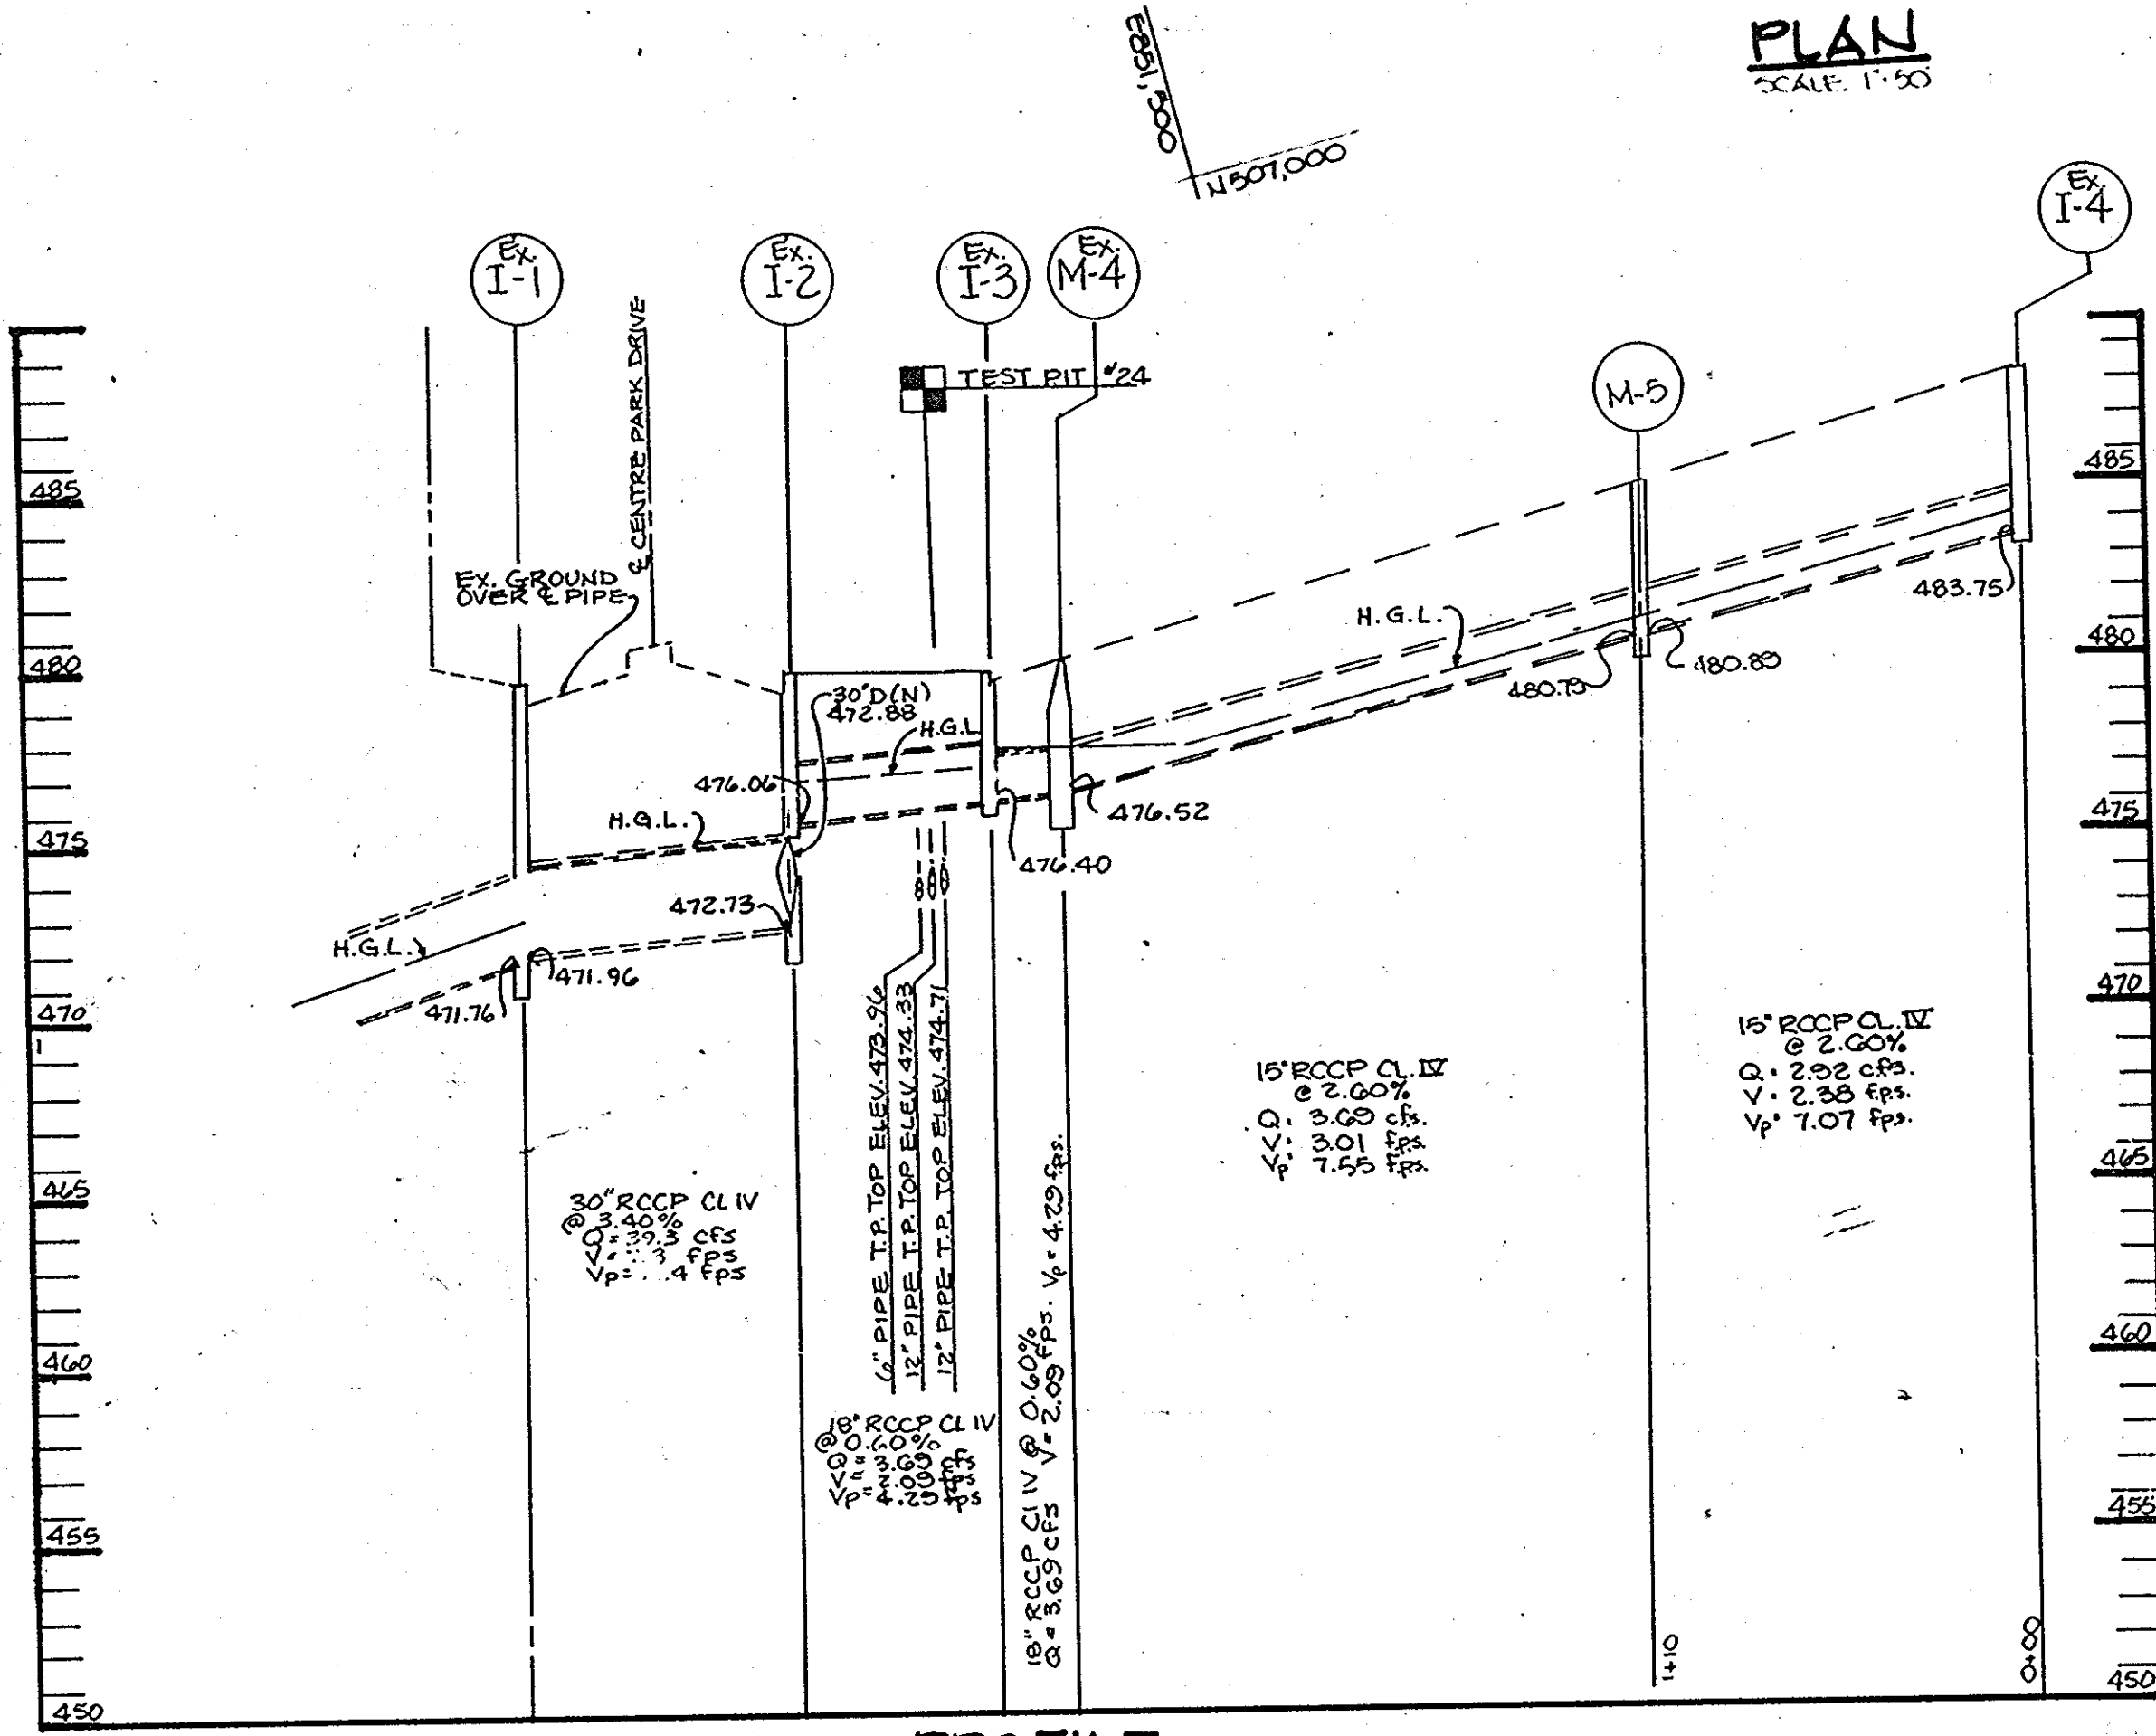 PLAN
SCALE 1"=50'
E851,300
N507,000
Ex.
I-1
Ex.
I-2
Ex.
I-3
Ex.
M-4
M-5
Ex.
I-4
℄ CENTRE PARK DRIVE
TEST PIT #24
EX. GROUND
OVER ℄ PIPE
30"D(N)
472.88
H.G.L.
476.06
H.G.L.
472.73
H.G.L.
471.96
471.76
476.40
476.52
H.G.L.
480.79
480.89
483.75
485
480
475
470
465
460
455
450
485
480
475
470
465
460
455
450
30" RCCP CL IV
@ 3.40%
Q = 39.3 cfs
fps
Vp= fps
6" PIPE T.P. TOP ELEV. 473.96
12" PIPE T.P. TOP ELEV. 474.33
12" PIPE T.P. TOP ELEV. 474.71
18" RCCP CL IV
@ 0.60%
Q = 3.69 cfs
V = 2.09 fps
Vp = 4.29 fps
18" RCCP Cl IV @ 0.60%
Q = 3.69 cfs V = 2.09 fps. Vp = 4.29 fps.
15" RCCP CL. IV
@ 2.60%
Q = 3.69 cfs.
V = 3.01 fps.
Vp = 7.55 fps.
15" RCCP CL. IV
@ 2.60%
Q = 2.92 cfs.
V = 2.38 fps.
Vp = 7.07 fps.
1+10
0+00